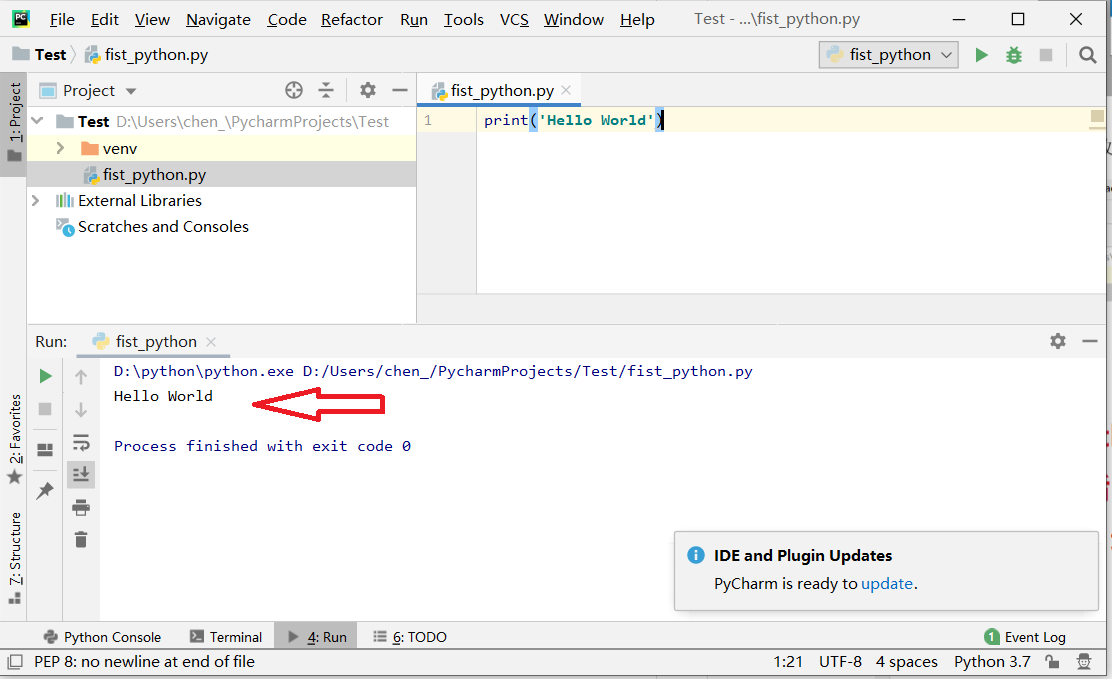 File Edit View Navigate Code Refactor Run Tools VCS Window Help Test - ...\fist_python.py
Test fist_python.py fist_python
1: Project
Project
fist_python.py
Test D:\Users\chen_\PycharmProjects\Test
venv
fist_python.py
External Libraries
Scratches and Consoles
1 print('Hello World')
Run: fist_python
D:\python\python.exe D:/Users/chen_/PycharmProjects/Test/fist_python.py
Hello World
Process finished with exit code 0
2: Favorites
7: Structure
IDE and Plugin Updates
PyCharm is ready to update.
Python Console Terminal 4: Run 6: TODO 1 Event Log
PEP 8: no newline at end of file 1:21 UTF-8 4 spaces Python 3.7